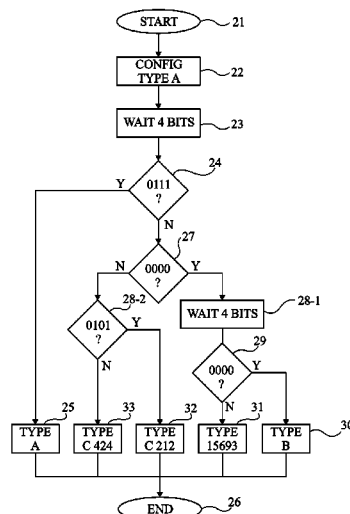 START
21
CONFIG
TYPE A
22
WAIT 4 BITS
23
24
0111
?
Y
N
27
0000
?
N
Y
28-2
0101
?
Y
N
WAIT 4 BITS
28-1
29
0000
?
Y
N
25
TYPE
A
33
TYPE
C 424
32
TYPE
C 212
31
TYPE
15693
TYPE
B
30
END
26